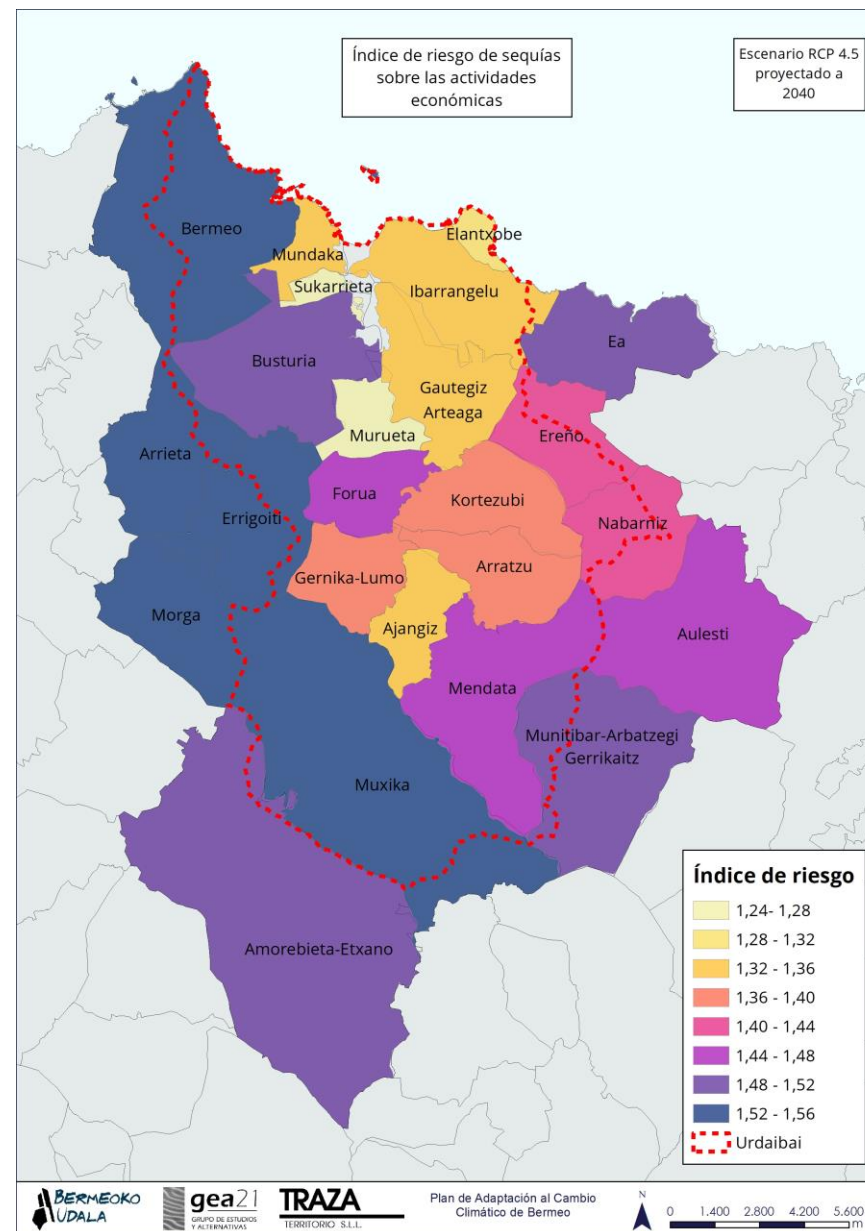 Índice de riesgo de sequías
sobre las actividades
económicas
Escenario RCP 4.5
proyectado a
2040
Bermeo
Elantxobe
Mundaka
Sukarrieta
Ibarrangelu
Ea
Busturia
Gautegiz
Arteaga
Murueta
Ereño
Arrieta
Forua
Kortezubi
Errigoiti
Nabarniz
Gernika-Lumo
Arratzu
Morga
Ajangiz
Aulesti
Mendata
Munitibar-Arbatzegi
Gerrikaitz
Muxika
Amorebieta-Etxano
Índice de riesgo
1,24- 1,28
1,28 - 1,32
1,32 - 1,36
1,36 - 1,40
1,40 - 1,44
1,44 - 1,48
1,48 - 1,52
1,52 - 1,56
Urdaibai
BERMEOKO
UDALA
gea21
GRUPO DE ESTUDIOS
Y ALTERNATIVAS
TRAZA
TERRITORIO S.L.L.
Plan de Adaptación al Cambio
Climático de Bermeo
N
0 1.400 2.800 4.200 5.600
m